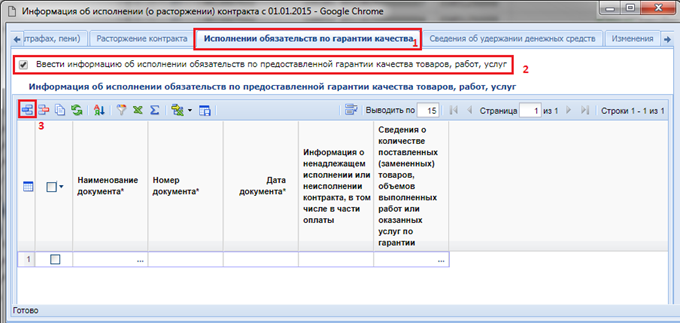 Информация об исполнении (о расторжении) контракта с 01.01.2015 - Google Chrome
итрафах, пени) Расторжение контракта Исполнении обязательств по гарантии качества 1 Сведения об удержании денежных средств Изменения
Ввести информацию об исполнении обязательств по предоставленной гарантии качества товаров, работ, услуг 2
Информация об исполнении обязательств по предоставленной гарантии качества товаров, работ, услуг
Выводить по 15 Страница 1 из 1 Строки 1 - 1 из 1
3
Наименование
документа*
Номер
документа*
Дата
документа*
Информация о
ненадлежащем
исполнении или
неисполнении
контракта, в том
числе в части
оплаты
Сведения о
количестве
поставленных
(замененных)
товаров,
объемов
выполненных
работ или
оказанных
услуг по
гарантии
1 ... ...
Готово